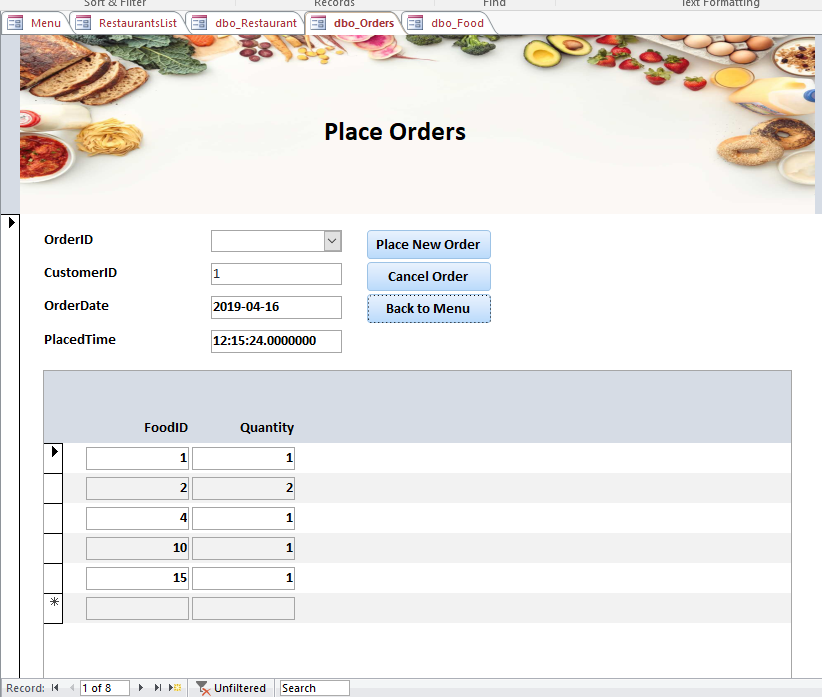 Sort & Filter Records Find Text Formatting
Menu RestaurantsList dbo_Restaurant dbo_Orders dbo_Food
Place Orders
OrderID Place New Order
CustomerID 1 Cancel Order
OrderDate 2019-04-16 Back to Menu
PlacedTime 12:15:24.0000000
FoodID Quantity
1 1
2 2
4 1
10 1
15 1
Record: 1 of 8 Unfiltered Search